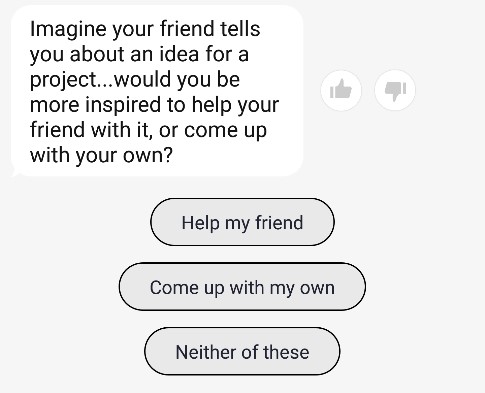 Imagine your friend tells
you about an idea for a
project...would you be
more inspired to help your
friend with it, or come up
with your own?
Help my friend
Come up with my own
Neither of these